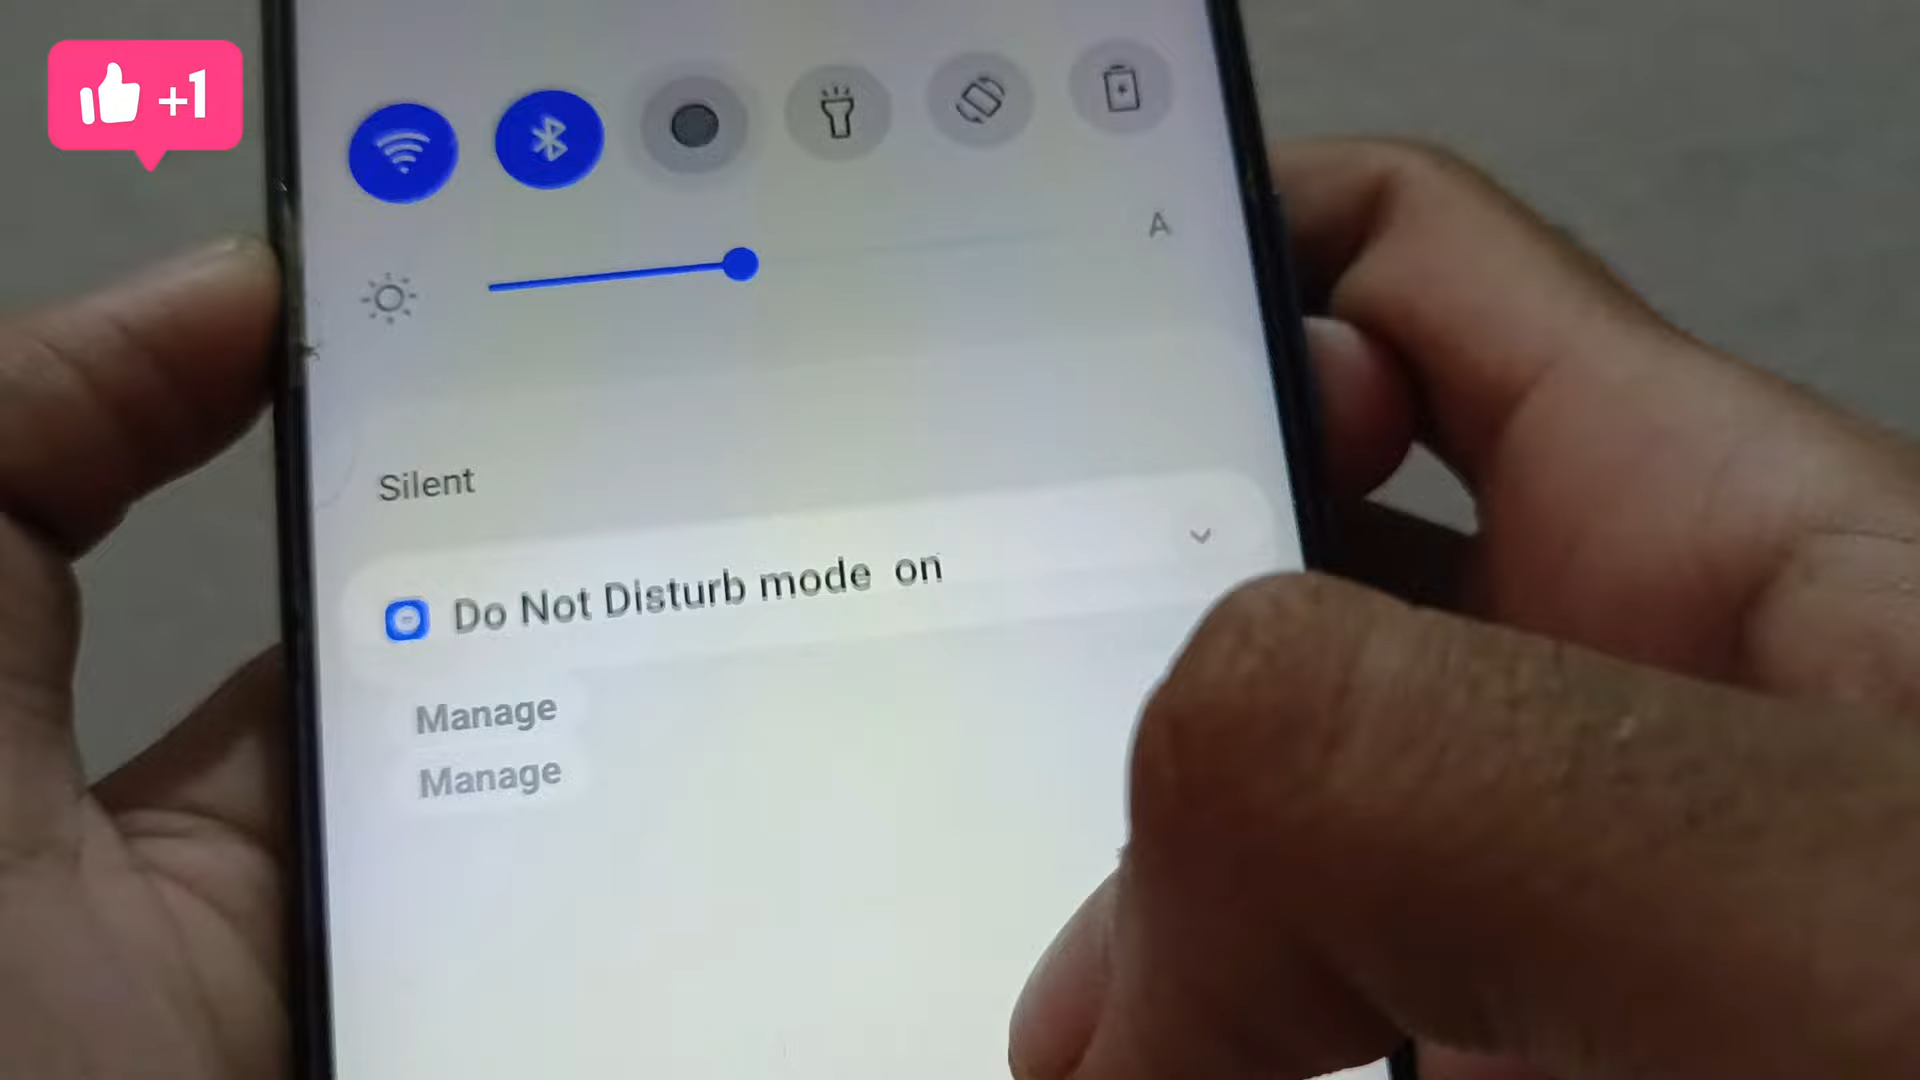 +1
A
Silent
Do Not Disturb mode on
Manage
Manage